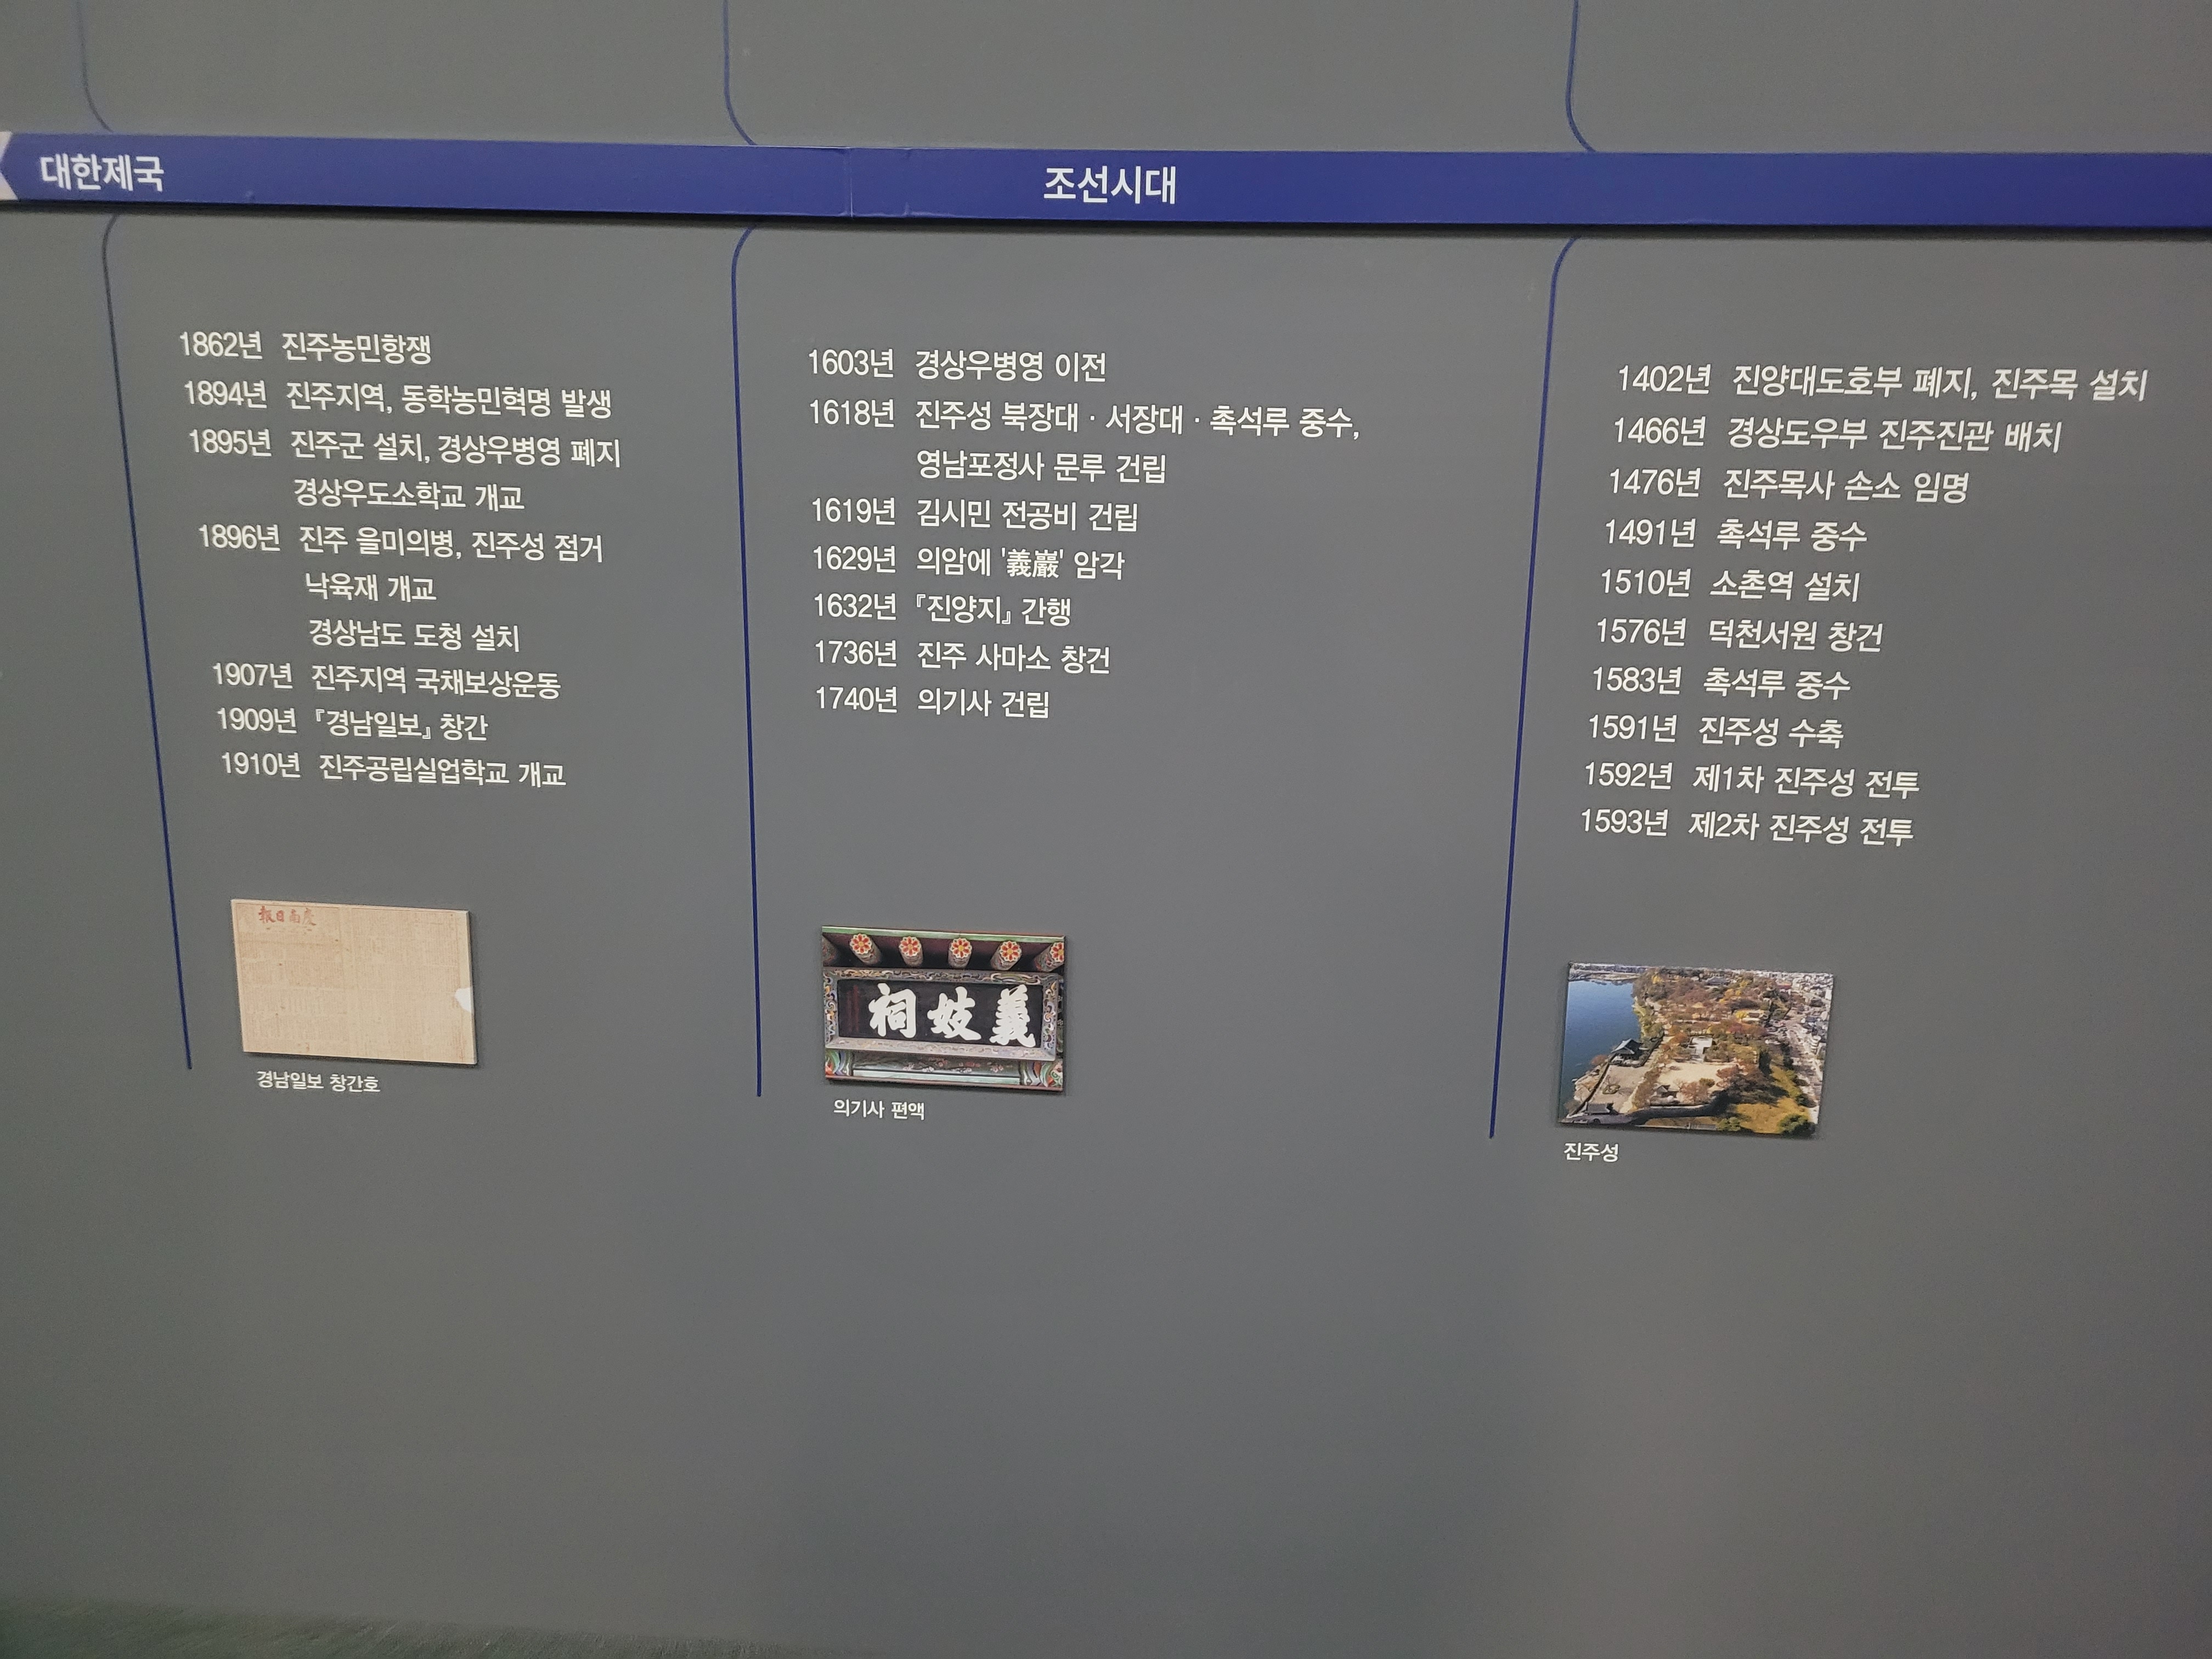 대한제국
조선시대
1862년 진주농민항쟁
1894년 진주지역, 동학농민혁명 발생
1895년 진주군 설치, 경상우병영 폐지
경상우도소학교 개교
1896년 진주 을미의병, 진주성 점거
낙육재 개교
경상남도 도청 설치
1907년 진주지역 국채보상운동
1909년 『경남일보』 창간
1910년 진주공립실업학교 개교
報日南慶
경남일보 창간호
1603년 경상우병영 이전
1618년 진주성 북장대 · 서장대 · 촉석루 중수,
영남포정사 문루 건립
1619년 김시민 전공비 건립
1629년 의암에 '義巖' 암각
1632년 『진양지』 간행
1736년 진주 사마소 창건
1740년 의기사 건립
祠妓義
의기사 편액
1402년 진양대도호부 폐지, 진주목 설치
1466년 경상도우부 진주진관 배치
1476년 진주목사 손소 임명
1491년 촉석루 중수
1510년 소촌역 설치
1576년 덕천서원 창건
1583년 촉석루 중수
1591년 진주성 수축
1592년 제1차 진주성 전투
1593년 제2차 진주성 전투
진주성